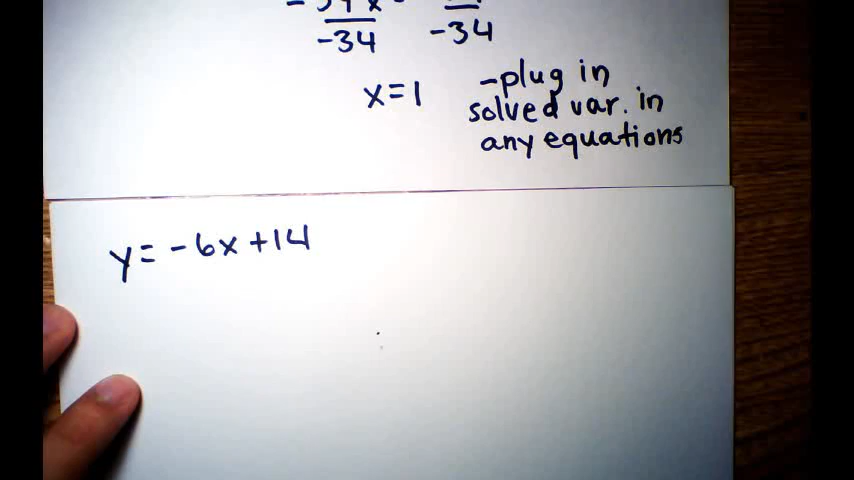 -34 -34
x=1
-plug in
solved var. in
any equations
y = -6x +14